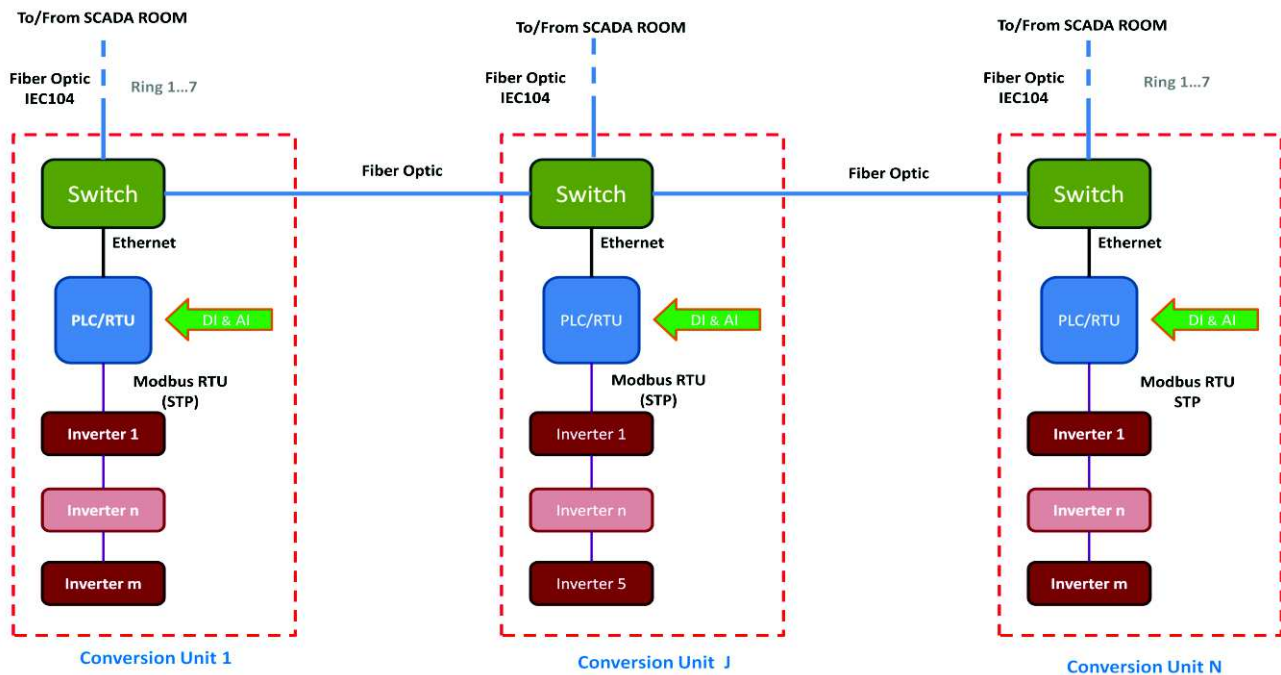 To/From SCADA ROOM
Fiber Optic
IEC104
Ring 1...7
Switch
Ethernet
PLC/RTU
DI & AI
Modbus RTU
(STP)
Inverter 1
Inverter n
Inverter m
Conversion Unit 1
Fiber Optic
To/From SCADA ROOM
Fiber Optic
IEC104
Switch
Ethernet
PLC/RTU
DI & AI
Modbus RTU
(STP)
Inverter 1
Inverter n
Inverter 5
Conversion Unit J
Fiber Optic
To/From SCADA ROOM
Fiber Optic
IEC104
Ring 1...7
Switch
Ethernet
PLC/RTU
DI & AI
Modbus RTU
STP
Inverter 1
Inverter n
Inverter m
Conversion Unit N